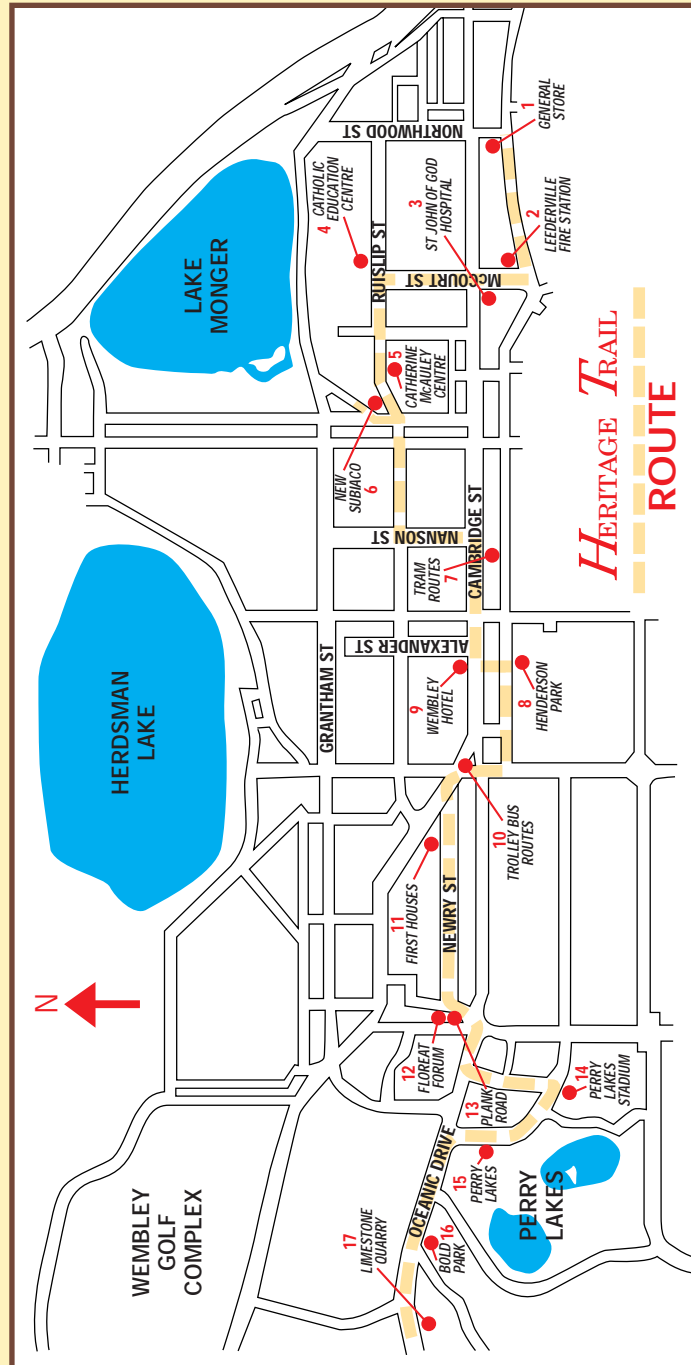 N
WEMBLEY
GOLF
COMPLEX
HERDSMAN
LAKE
LAKE
MONGER
17
LIMESTONE
QUARRY
OCEANIC DRIVE
BOLD 16
PARK
15
PERRY
LAKES
PERRY
LAKES
14
PERRY
LAKES
STADIUM
13
PLANK
ROAD
12
FLOREAT
FORUM
11
FIRST HOUSES
NEWRY ST
10
TROLLEY BUS
ROUTES
GRANTHAM ST
9
WEMBLEY
HOTEL
ALEXANDER ST
8
HENDERSON
PARK
TRAM
ROUTES
7
CAMBRIDGE ST
NANSON ST
NEW
SUBIACO
6
5
CATHERINE
McAULEY
CENTRE
RUISLIP ST
CATHOLIC
EDUCATION
CENTRE
4
3
ST JOHN OF GOD
HOSPITAL
McCOURT ST
NORTHWOOD ST
2
LEEDERVILLE
FIRE STATION
1
GENERAL
STORE
HERITAGE TRAIL
ROUTE